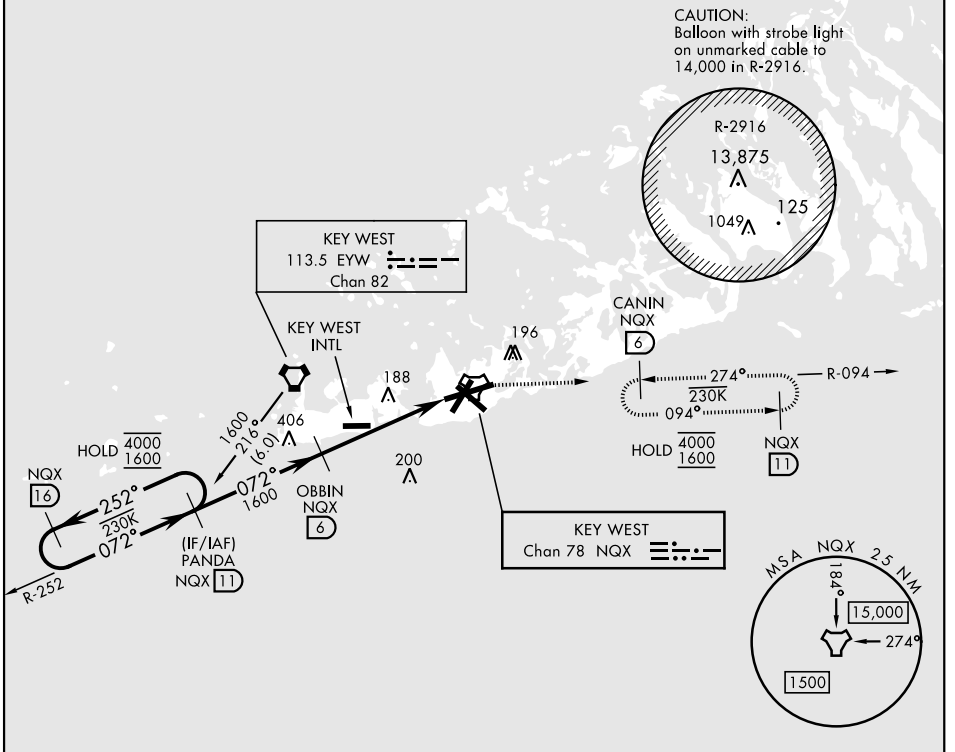 CAUTION:
Balloon with strobe light
on unmarked cable to
14,000 in R-2916.
R-2916
13,875
1049
125
KEY WEST
113.5 EYW
Chan 82
KEY WEST
INTL
188
196
406
200
1600
216°
(6.0)
CANIN
NQX
6
274°
230K
094°
R-094
HOLD 4000
1600
NQX
11
HOLD 4000
1600
NQX
16
252°
230K
072°
R-252
(IF/IAF)
PANDA
NQX 11
072°
1600
OBBIN
NQX
6
KEY WEST
Chan 78 NQX
MSA NQX 25 NM
184°
15,000
274°
1500